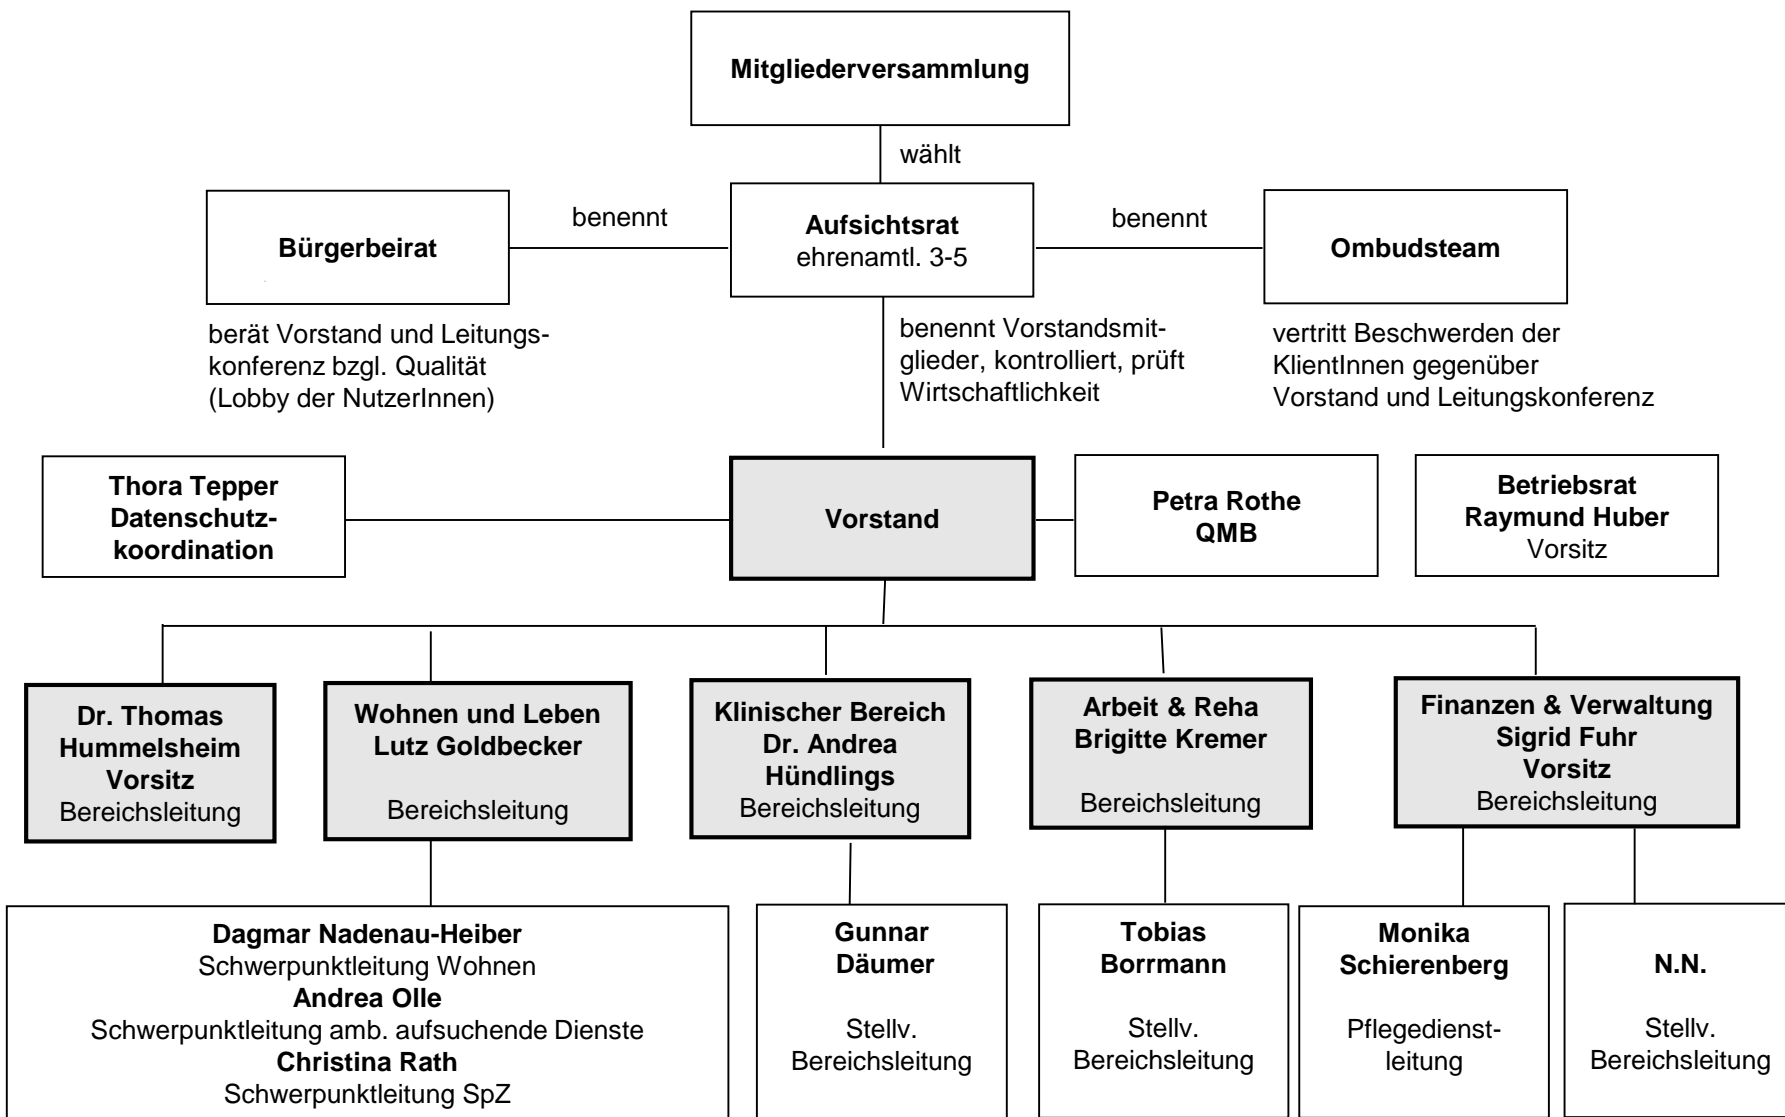 Mitgliederversammlung
wählt
Bürgerbeirat
benennt
Aufsichtsrat
ehrenamtl. 3-5
benennt
Ombudsteam
berät Vorstand und Leitungs-
konferenz bzgl. Qualität
(Lobby der NutzerInnen)
benennt Vorstandsmit-
glieder, kontrolliert, prüft
Wirtschaftlichkeit
vertritt Beschwerden der
KlientInnen gegenüber
Vorstand und Leitungskonferenz
Thora Tepper
Datenschutz-
koordination
Vorstand
Petra Rothe
QMB
Betriebsrat
Raymund Huber
Vorsitz
Dr. Thomas
Hummelsheim
Vorsitz
Bereichsleitung
Wohnen und Leben
Lutz Goldbecker
Bereichsleitung
Klinischer Bereich
Dr. Andrea
Hündlings
Bereichsleitung
Arbeit & Reha
Brigitte Kremer
Bereichsleitung
Finanzen & Verwaltung
Sigrid Fuhr
Vorsitz
Bereichsleitung
Dagmar Nadenau-Heiber
Schwerpunktleitung Wohnen
Andrea Olle
Schwerpunktleitung amb. aufsuchende Dienste
Christina Rath
Schwerpunktleitung SpZ
Gunnar
Däumer
Stellv.
Bereichsleitung
Tobias
Borrmann
Stellv.
Bereichsleitung
Monika
Schierenberg
Pflegedienst-
leitung
N.N.
Stellv.
Bereichsleitung